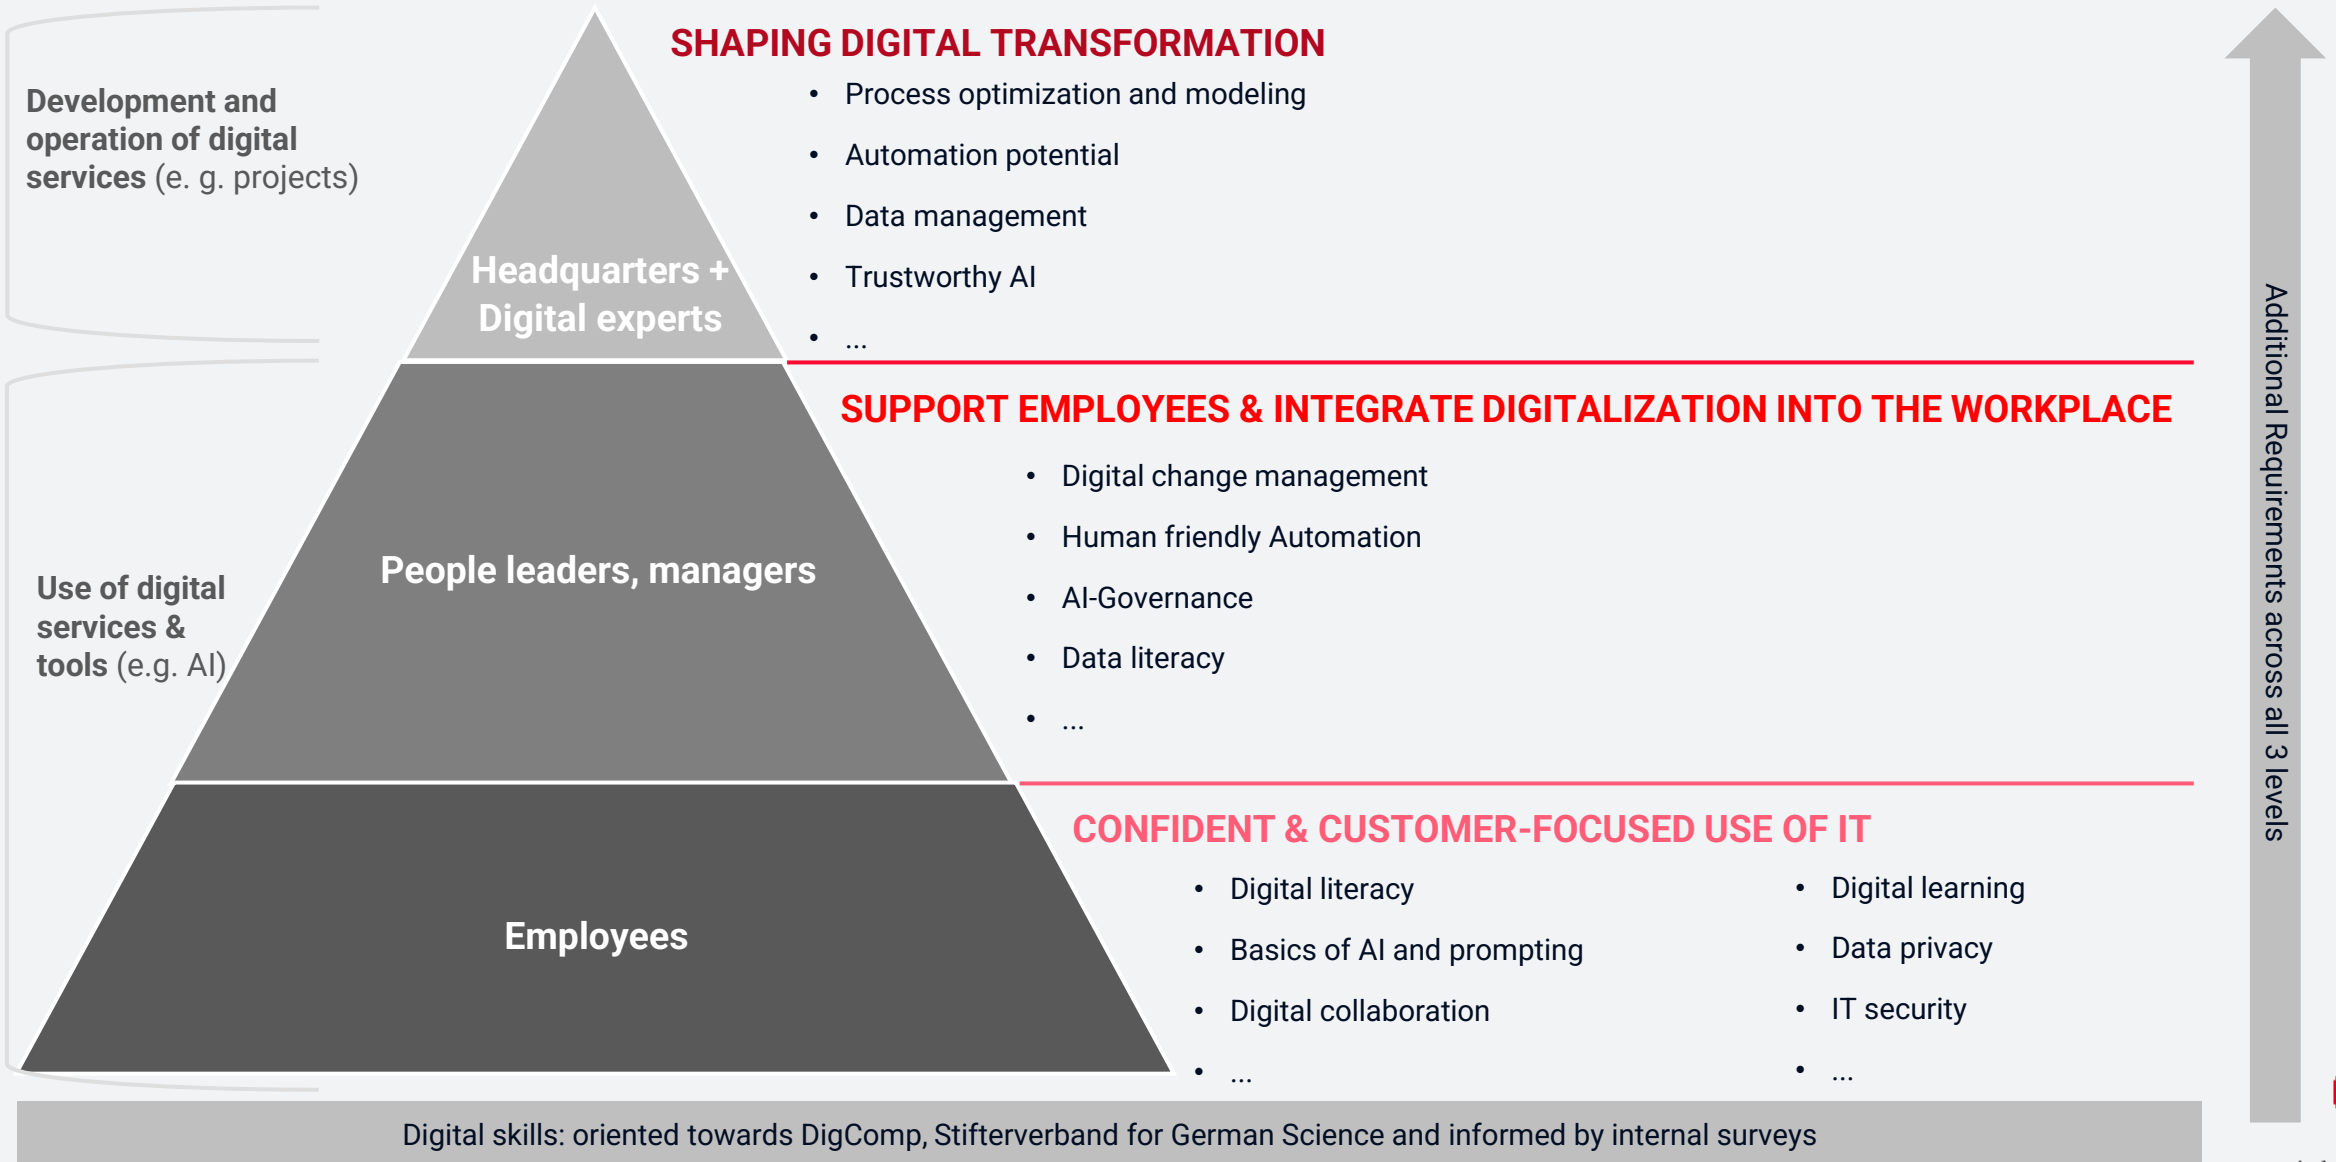 SHAPING DIGITAL TRANSFORMATION
• Process optimization and modeling
• Automation potential
• Data management
• Trustworthy AI
• ...
Development and
operation of digital
services (e. g. projects)
Headquarters +
Digital experts
SUPPORT EMPLOYEES & INTEGRATE DIGITALIZATION INTO THE WORKPLACE
• Digital change management
• Human friendly Automation
• AI-Governance
• Data literacy
• ...
People leaders, managers
Use of digital
services &
tools (e.g. AI)
CONFIDENT & CUSTOMER-FOCUSED USE OF IT
• Digital literacy
• Basics of AI and prompting
• Digital collaboration
• ...
• Digital learning
• Data privacy
• IT security
• ...
Employees
Additional Requirements across all 3 levels
Digital skills: oriented towards DigComp, Stifterverband for German Science and informed by internal surveys